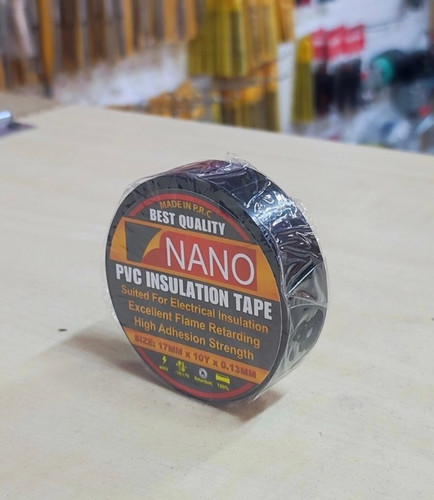 MADE IN P.R.C
BEST QUALITY
NANO
PVC INSULATION TAPE
Suited For Electrical Insulation
Excellent Flame Retarding
High Adhesion Strength
SIZE: 17MM x 10Y x 0.13MM